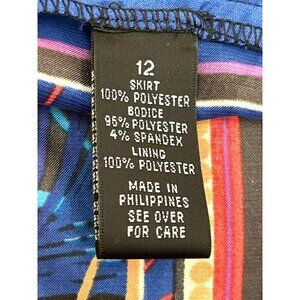 12
SKIRT
100% POLYESTER
BODICE
96% POLYESTER
4% SPANDEX
LINING
100% POLYESTER
MADE IN
PHILIPPINES
SEE OVER
FOR CARE